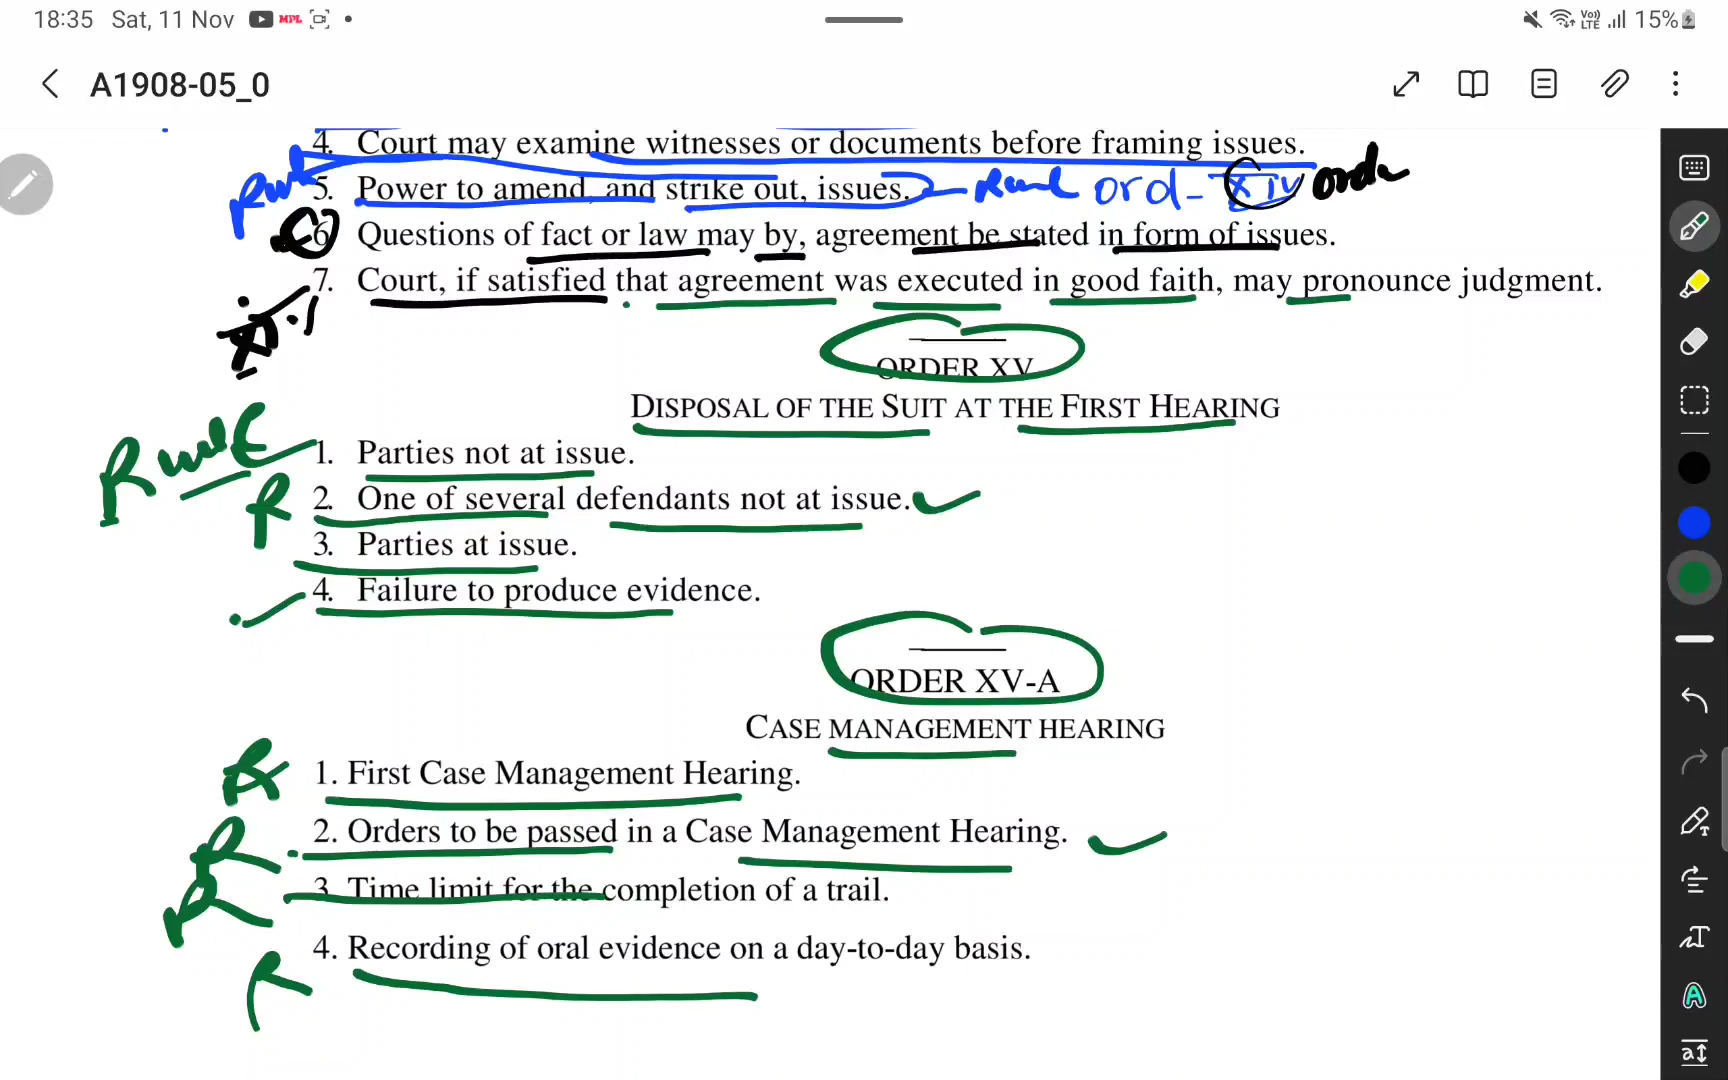 18:35 Sat, 11 Nov MPL Vo) LTE 15%
A1908-05_0
4. Court may examine witnesses or documents before framing issues.
5. Power to amend, and strike out, issues. Rule ord- XIV order
6. Questions of fact or law may by, agreement be stated in form of issues.
7. Court, if satisfied that agreement was executed in good faith, may pronounce judgment.
ORDER XV
DISPOSAL OF THE SUIT AT THE FIRST HEARING
Rule 1. Parties not at issue.
R 2. One of several defendants not at issue.
3. Parties at issue.
4. Failure to produce evidence.
ORDER XV-A
CASE MANAGEMENT HEARING
R 1. First Case Management Hearing.
R 2. Orders to be passed in a Case Management Hearing.
R 3. Time limit for the completion of a trail.
R 4. Recording of oral evidence on a day-to-day basis.